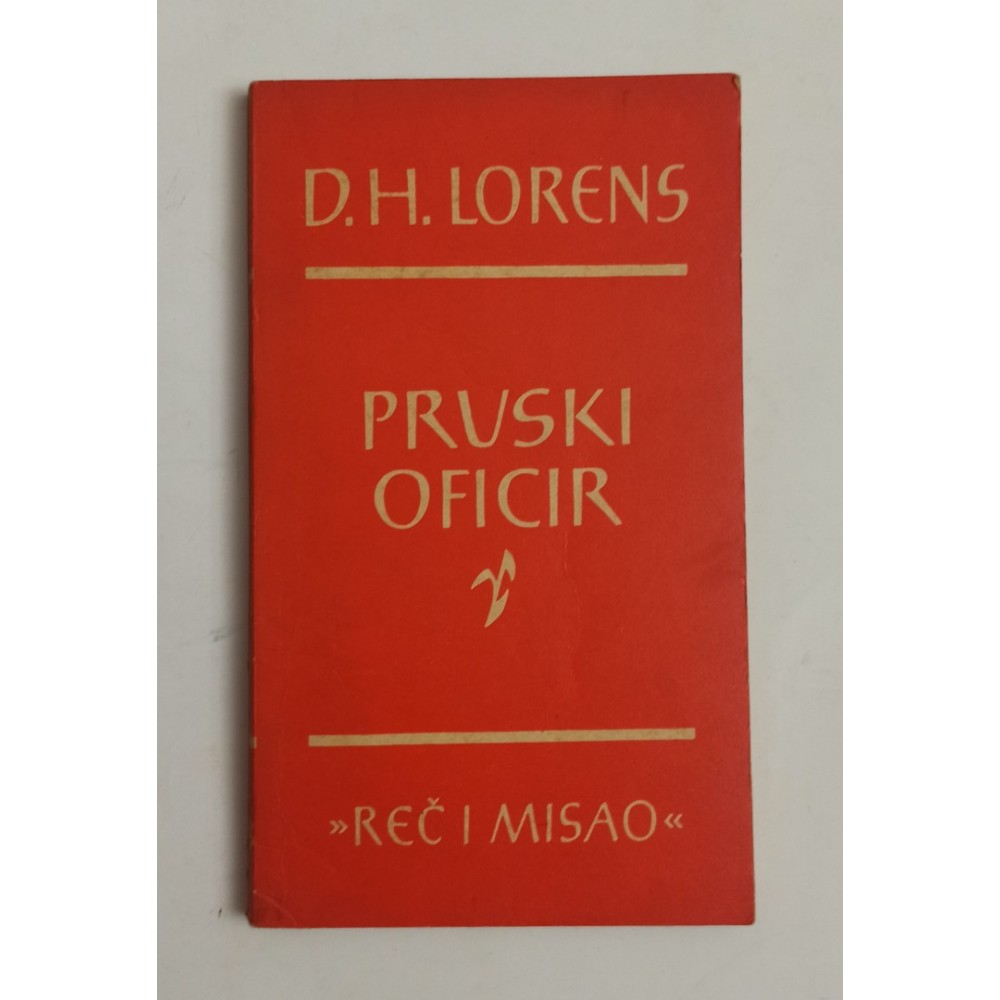 D. H. LORENS
PRUSKI
OFICIR
»REČ I MISAO«